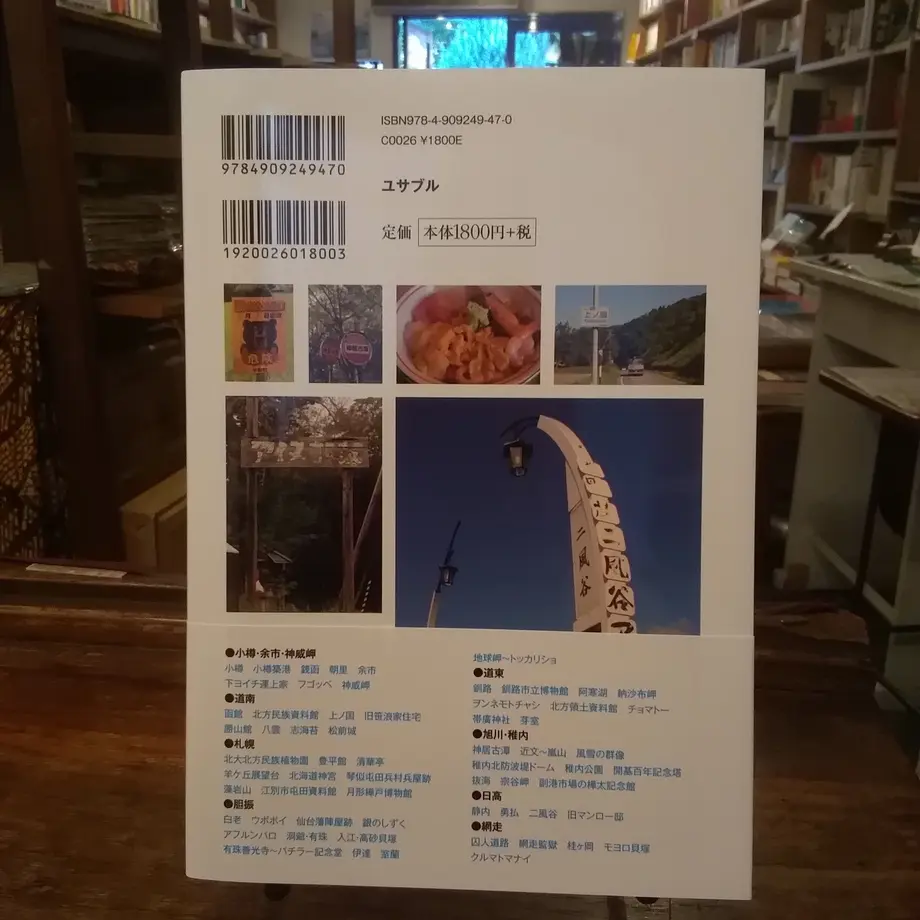 ISBN978-4-909249-47-0
C0026 ¥1800E
9784909249470
ユサブル
定価 本体1800円+税
1920026018003
危険
上ノ国
二風谷
●小樽・余市・神威岬
小樽 小樽築港 銭函 朝里 余市
下ヨイチ運上家 フゴッペ 神威岬
●道南
函館 北方民族資料館 上ノ国 旧笹浪家住宅
勝山館 八雲 志海苔 松前城
●札幌
北大北方民族植物園 豊平館 清華亭
羊ケ丘展望台 北海道神宮 琴似屯田兵村兵屋跡
藻岩山 江別市屯田資料館 月形樺戸博物館
●胆振
白老 ウポポイ 仙台藩陣屋跡 銀のしずく
アフルンパロ 洞爺・有珠 入江・高砂貝塚
有珠善光寺~バチラー記念堂 伊達 室蘭
地球岬~トッカリショ
●道東
釧路 釧路市立博物館 阿寒湖 納沙布岬
ヲンネモトチャシ 北方領土資料館 チョマトー
帯廣神社 芽室
●旭川・稚内
神居古潭 近文~嵐山 風雪の群像
稚内北防波堤ドーム 稚内公園 開基百年記念塔
抜海 宗谷岬 副港市場の樺太記念館
●日高
静内 勇払 二風谷 旧マンロー邸
●網走
囚人道路 網走監獄 桂ヶ岡 モヨロ貝塚
クルマトマナイ